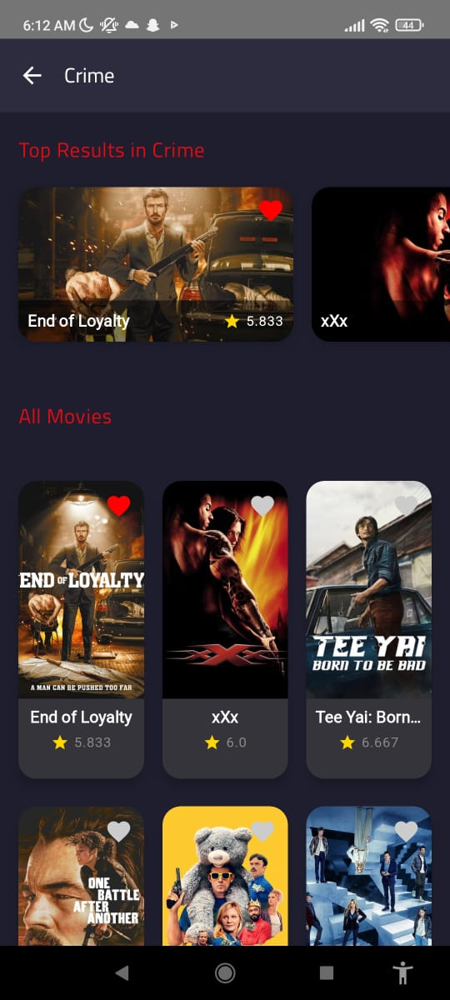 6:12 AM
44
Crime
Top Results in Crime
End of Loyalty
5.833
xXx
All Movies
END OF LOYALTY
A MAN CAN BE PUSHED TOO FAR
xXx
TEE YAI
BORN TO BE BAD
End of Loyalty
5.833
xXx
6.0
Tee Yai: Born...
6.667
ONE
BATTLE
AFTER
ANOTHER